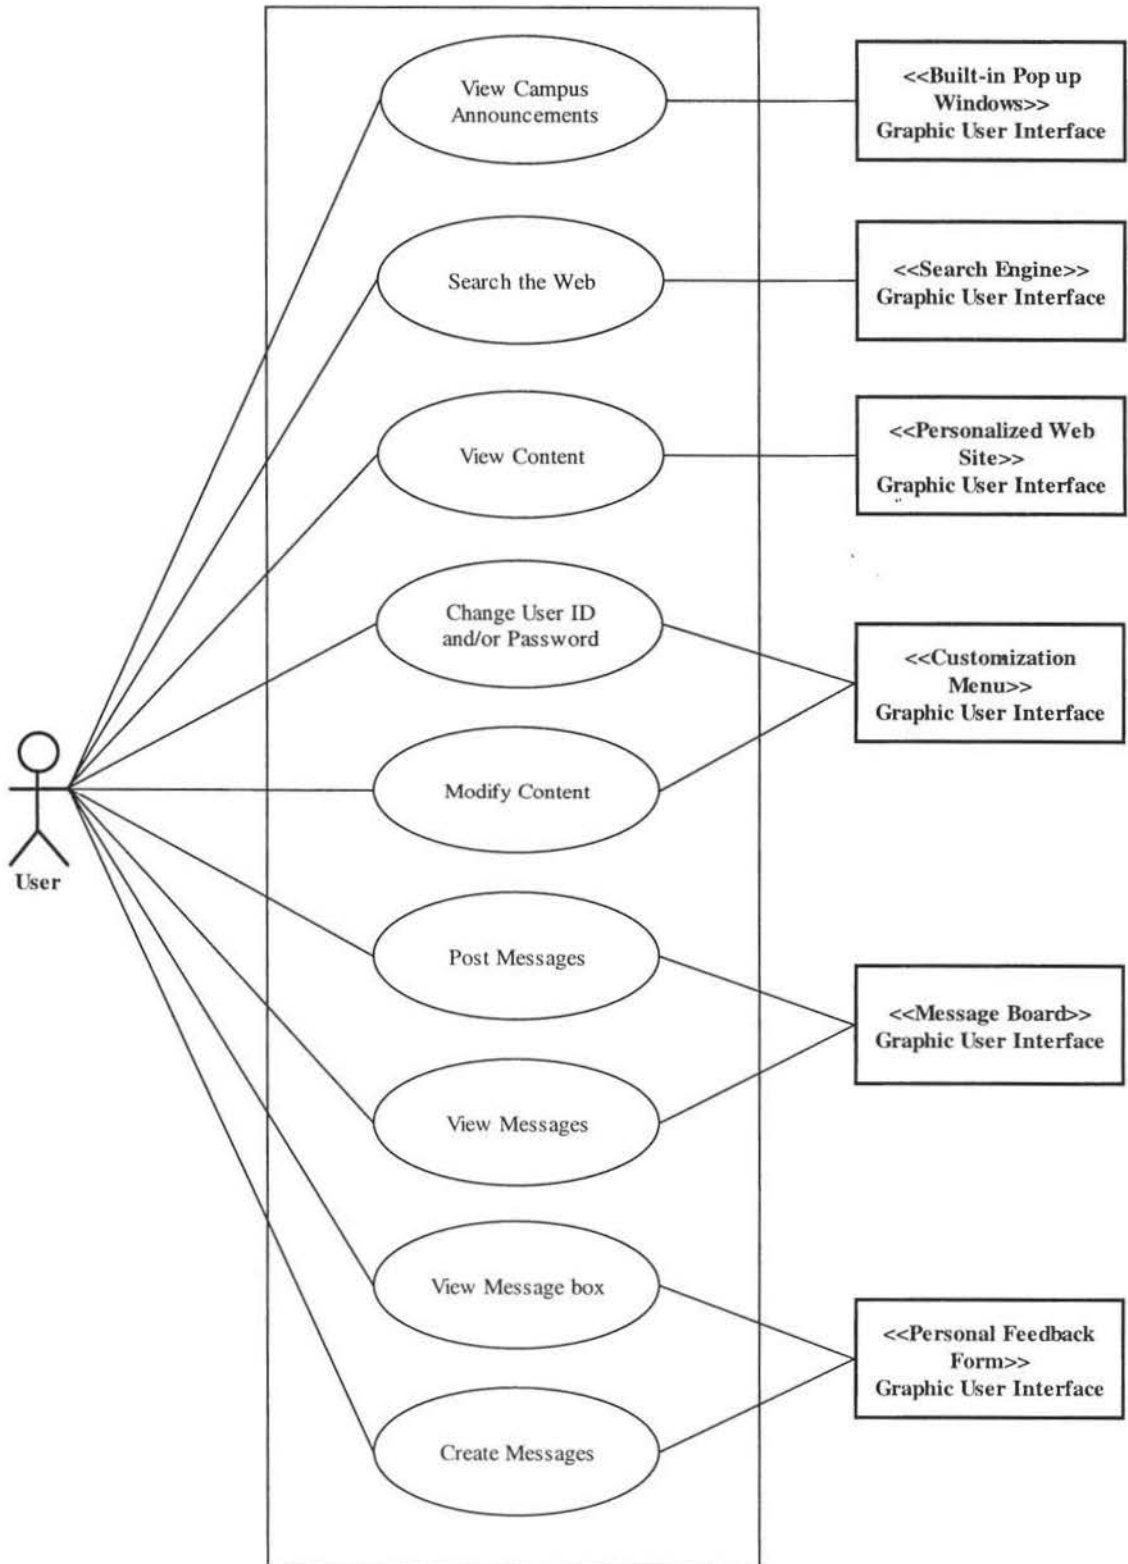 View Campus
Announcements
<<Built-in Pop up
Windows>>
Graphic User Interface
Search the Web
<<Search Engine>>
Graphic User Interface
View Content
<<Personalized Web
Site>>
Graphic User Interface
Change User ID
and/or Password
<<Customization
Menu>>
Graphic User Interface
Modify Content
User
Post Messages
<<Message Board>>
Graphic User Interface
View Messages
View Message box
<<Personal Feedback
Form>>
Graphic User Interface
Create Messages